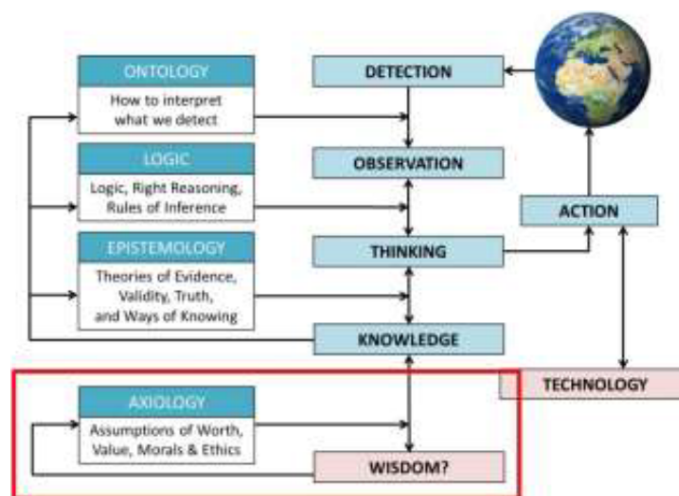 ONTOLOGY
How to interpret
what we detect
DETECTION
LOGIC
Logic, Right Reasoning,
Rules of Inference
OBSERVATION
ACTION
EPISTEMOLOGY
Theories of Evidence,
Validity, Truth,
and Ways of Knowing
THINKING
KNOWLEDGE
TECHNOLOGY
AXIOLOGY
Assumptions of Worth,
Value, Morals & Ethics
WISDOM?